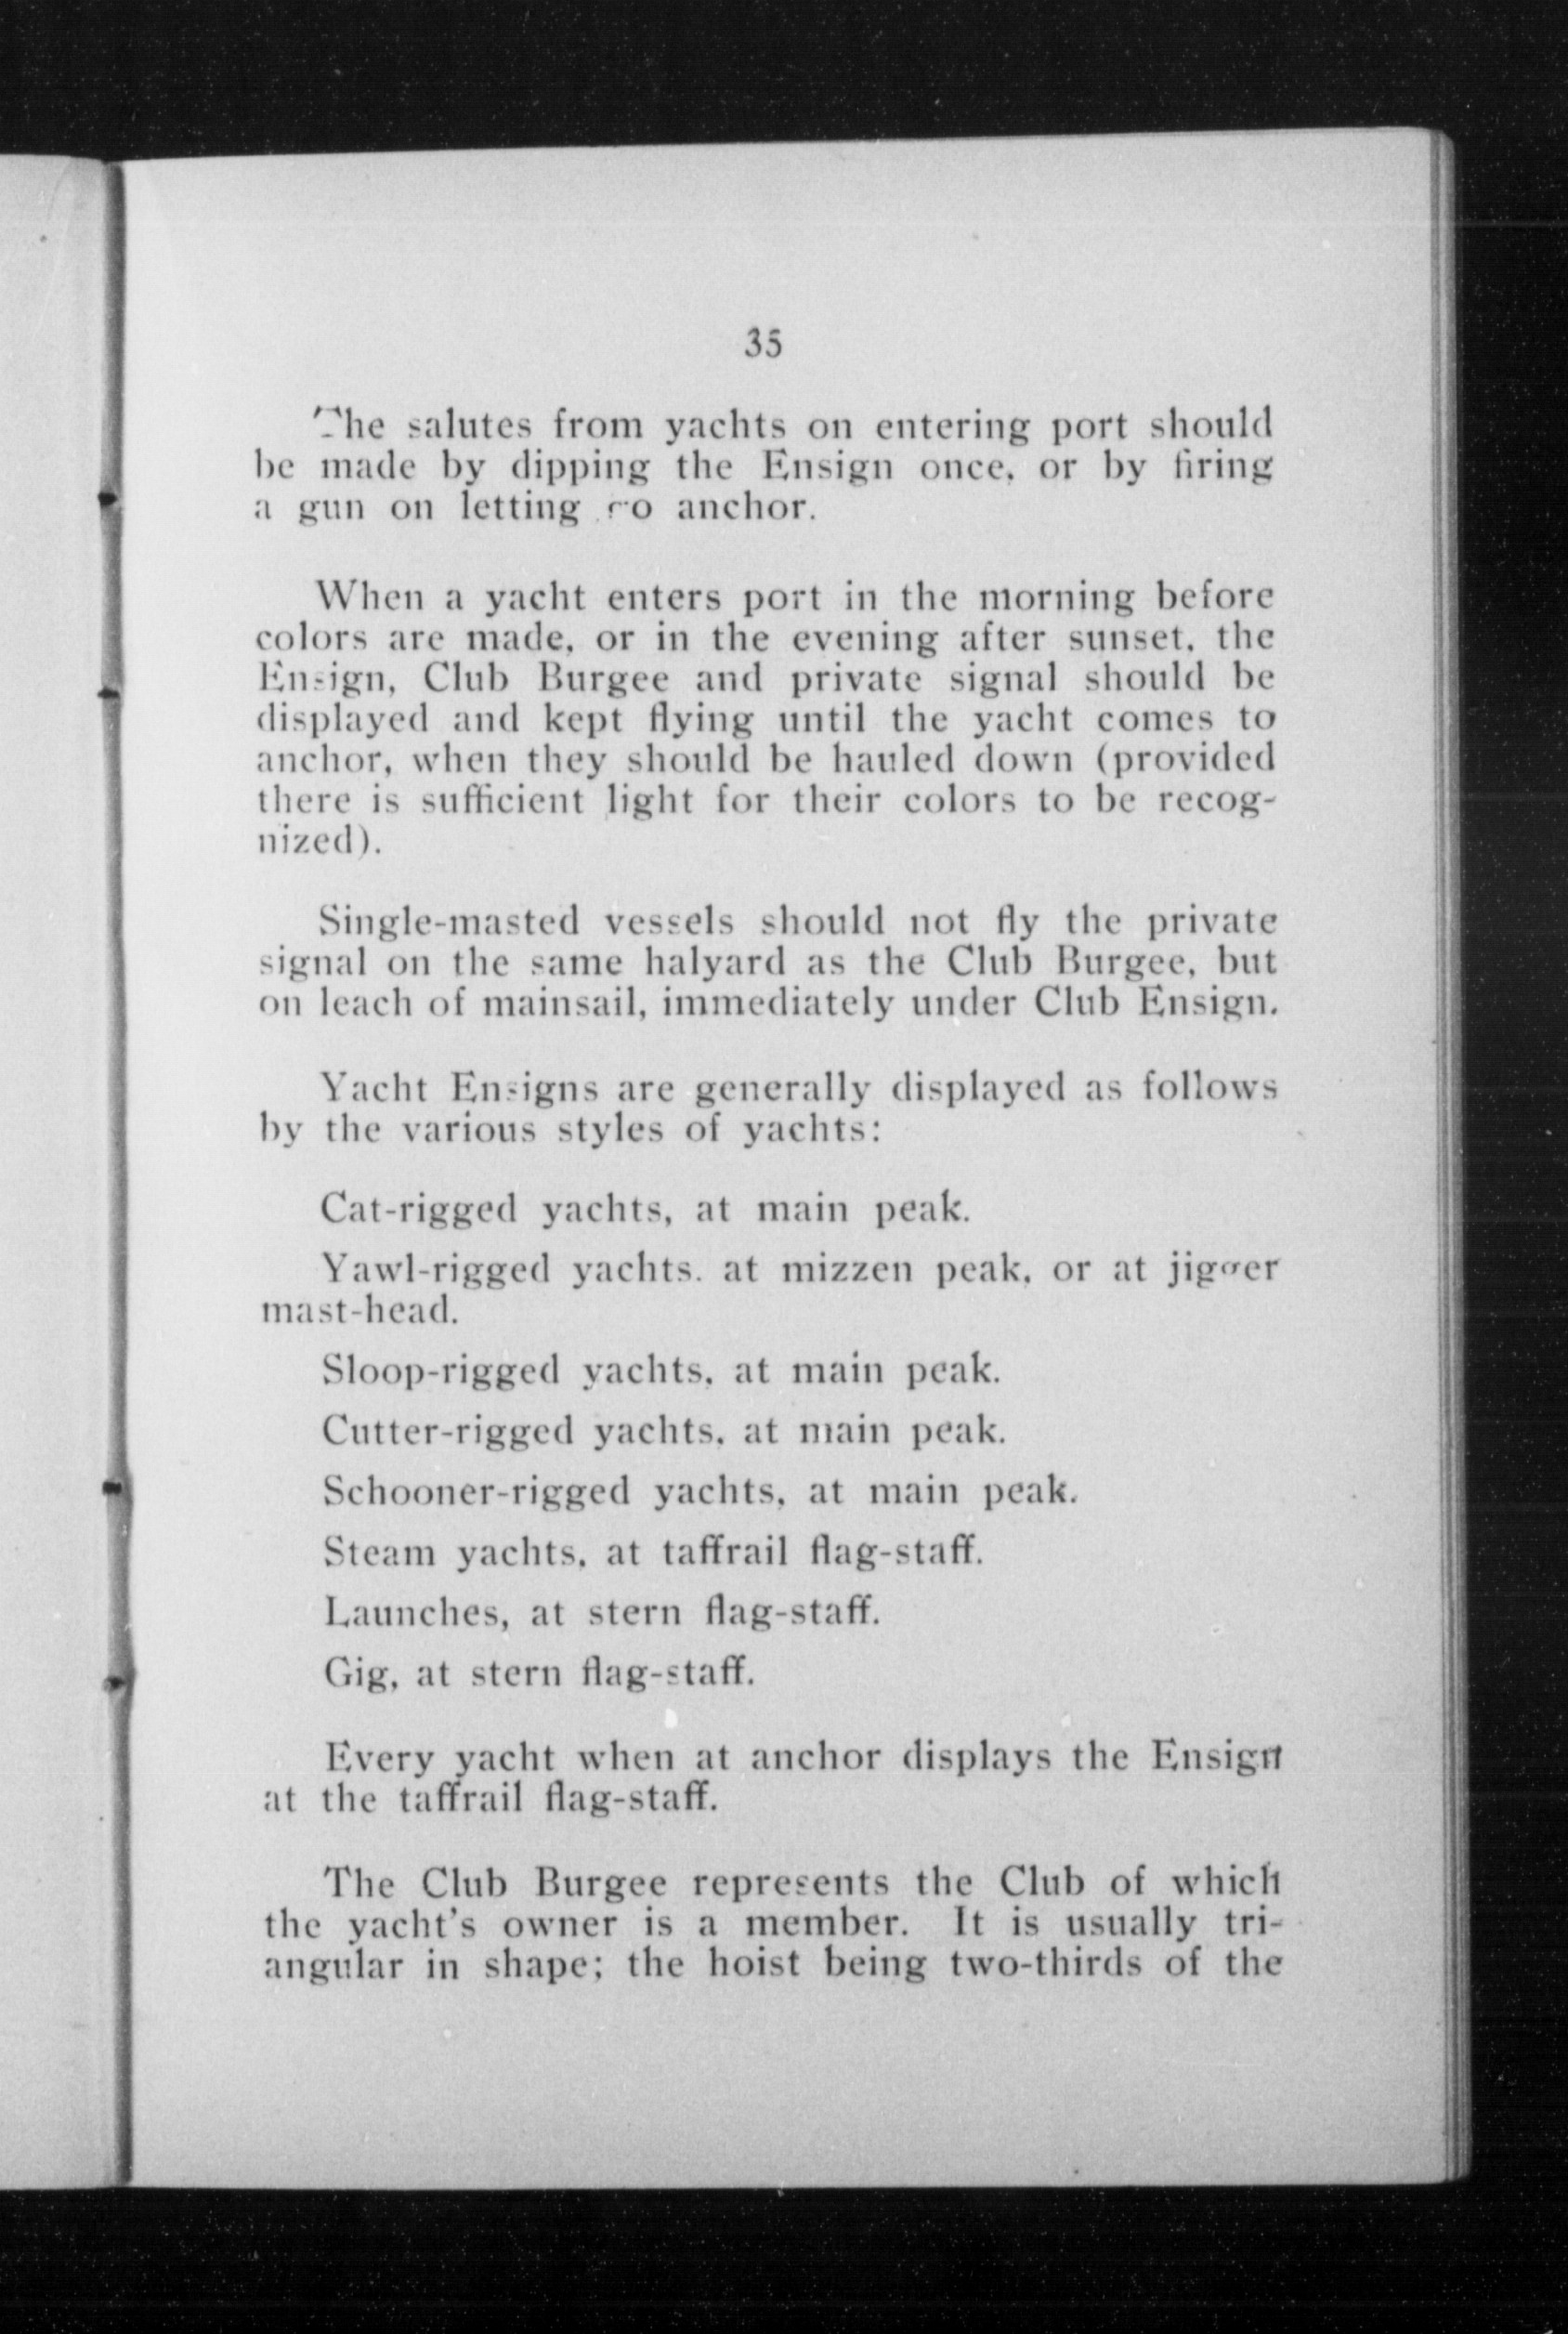 35
The salutes from yachts on entering port should
be made by dipping the Ensign once, or by firing
a gun on letting go anchor.
When a yacht enters port in the morning before
colors are made, or in the evening after sunset, the
Ensign, Club Burgee and private signal should be
displayed and kept flying until the yacht comes to
anchor, when they should be hauled down (provided
there is sufficient light for their colors to be recog-
nized).
Single-masted vessels should not fly the private
signal on the same halyard as the Club Burgee, but
on leach of mainsail, immediately under Club Ensign.
Yacht Ensigns are generally displayed as follows
by the various styles of yachts:
Cat-rigged yachts, at main peak.
Yawl-rigged yachts. at mizzen peak, or at jigger
mast-head.
Sloop-rigged yachts, at main peak.
Cutter-rigged yachts, at main peak.
Schooner-rigged yachts, at main peak.
Steam yachts, at taffrail flag-staff.
Launches, at stern flag-staff.
Gig, at stern flag-staff.
Every yacht when at anchor displays the Ensign
at the taffrail flag-staff.
The Club Burgee represents the Club of which
the yacht's owner is a member. It is usually tri-
angular in shape; the hoist being two-thirds of the